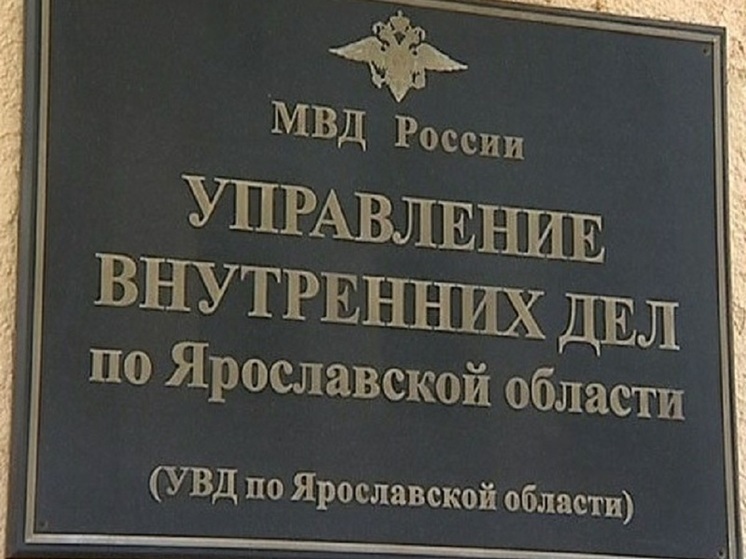 МВД России
УПРАВЛЕНИЕ
ВНУТРЕННИХ ДЕЛ
по Ярославской области
(УВД по Ярославской области)